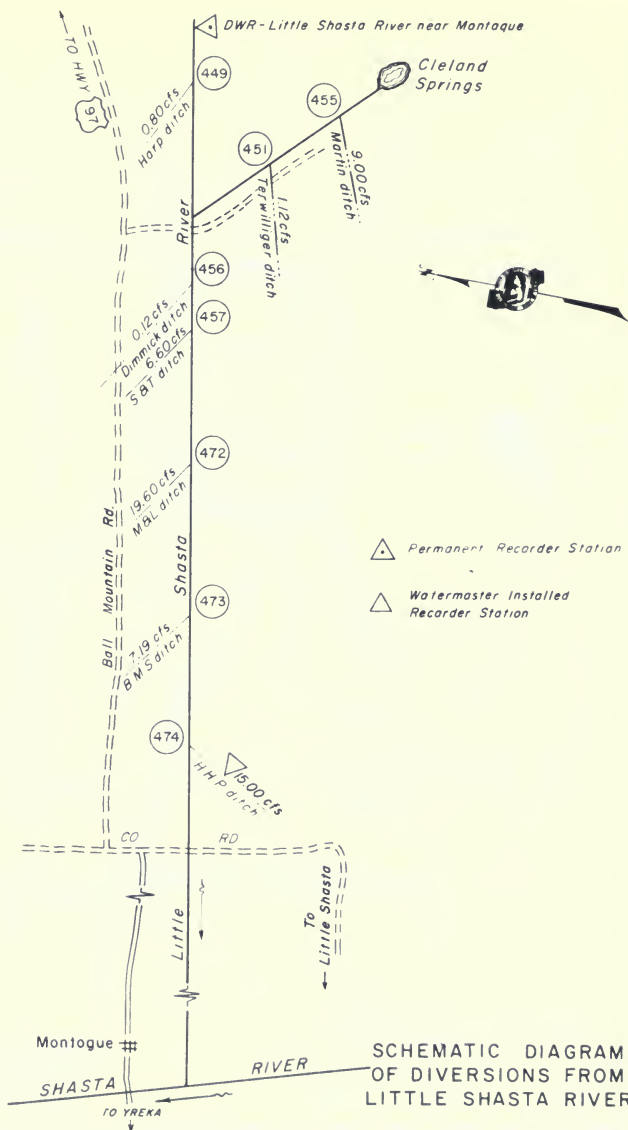 DWR-Little Shasta River near Montague
TO HWY
97
449
0.80 cfs
Harp ditch
Cleland
Springs
455
9.00 cfs
Martin ditch
451
1.12 cfs
Terwilliger ditch
River
456
0.12 cfs
Dimmick ditch
457
6.60 cfs
S&T ditch
472
19.60 cfs
M&L ditch
Ball Mountain Rd.
Shasta
Permanent Recorder Station
Watermaster Installed
Recorder Station
473
7.19 cfs
BMS ditch
474
15.00 cfs
HHP ditch
CO RD
Little
To
Little Shasta
Montague
SHASTA RIVER
TO YREKA
SCHEMATIC DIAGRAM
OF DIVERSIONS FROM
LITTLE SHASTA RIVER